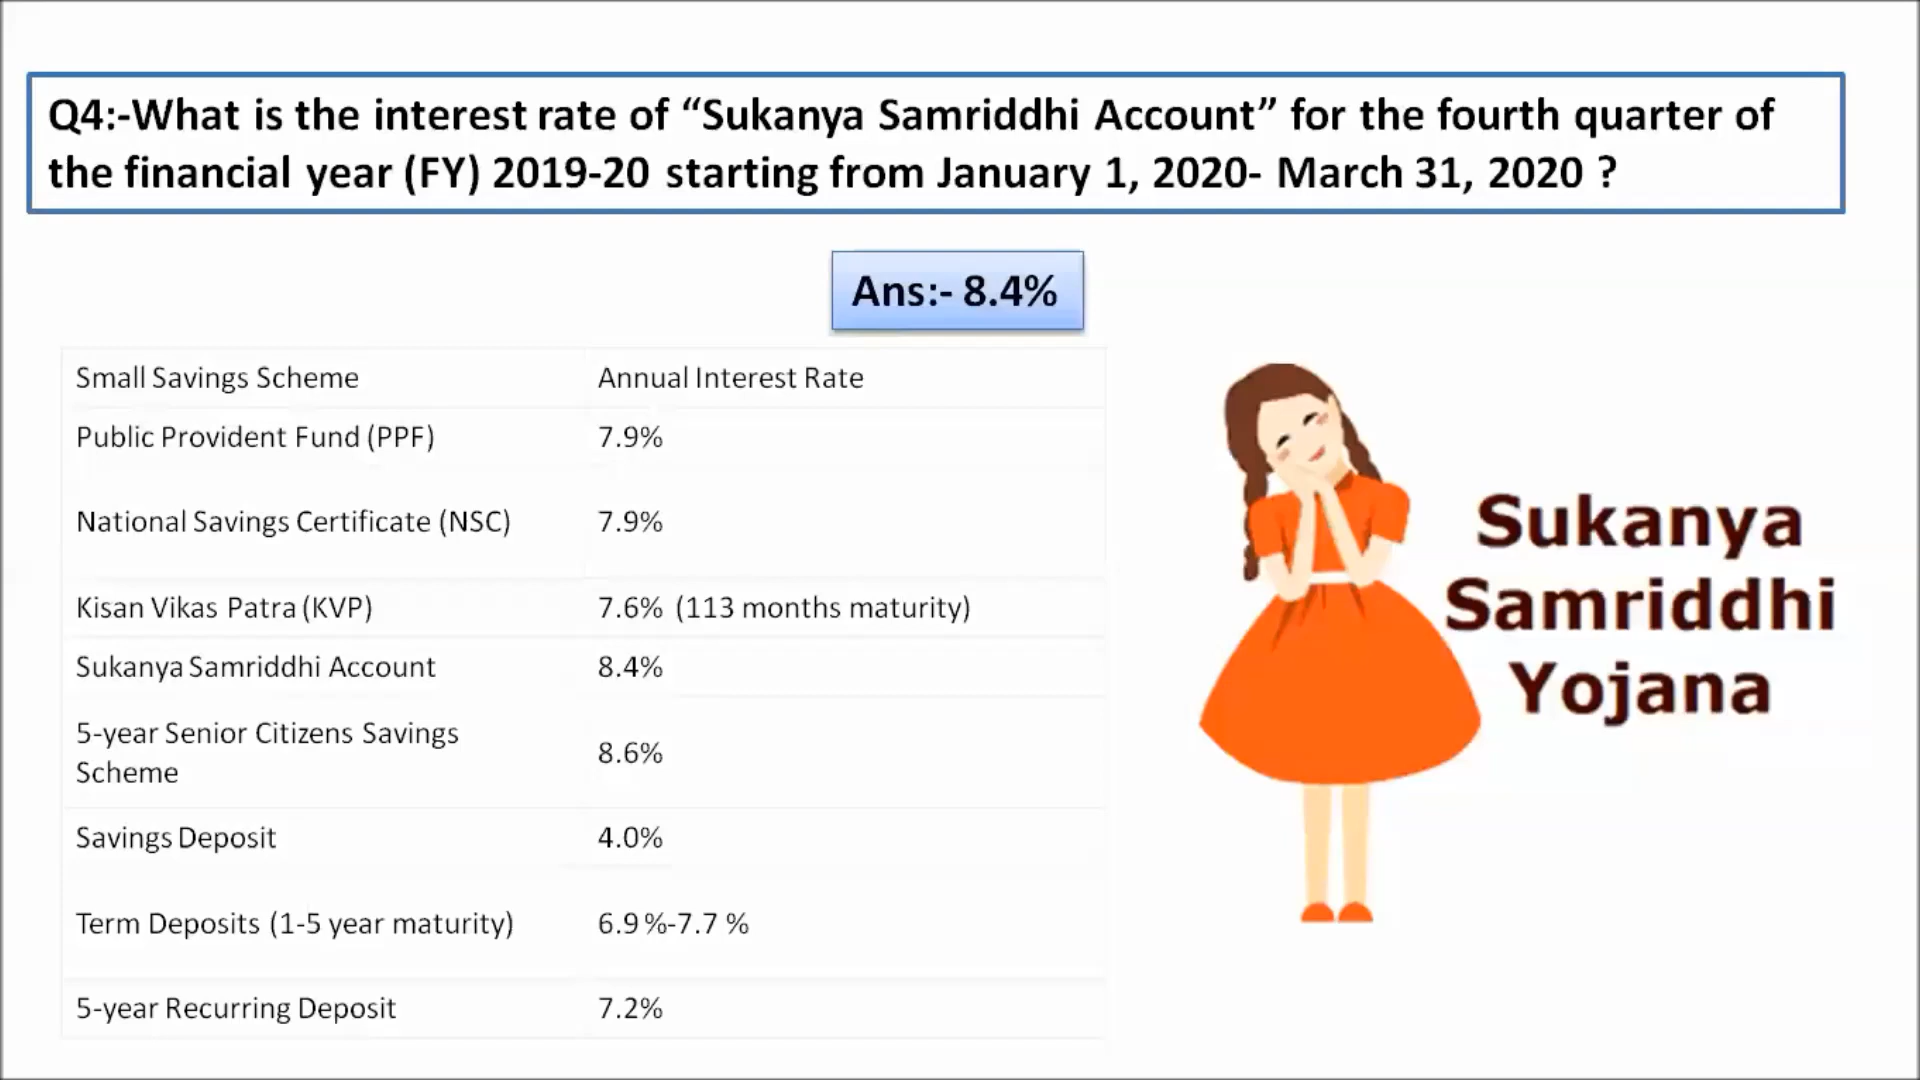 Q4:-What is the interest rate of “Sukanya Samriddhi Account” for the fourth quarter of
the financial year (FY) 2019-20 starting from January 1, 2020- March 31, 2020 ?
Ans:- 8.4%
Small Savings Scheme Annual Interest Rate
Public Provident Fund (PPF) 7.9%
National Savings Certificate (NSC) 7.9%
Kisan Vikas Patra (KVP) 7.6% (113 months maturity)
Sukanya Samriddhi Account 8.4%
5-year Senior Citizens Savings
Scheme 8.6%
Savings Deposit 4.0%
Term Deposits (1-5 year maturity) 6.9 %-7.7 %
5-year Recurring Deposit 7.2%
Sukanya
Samriddhi
Yojana